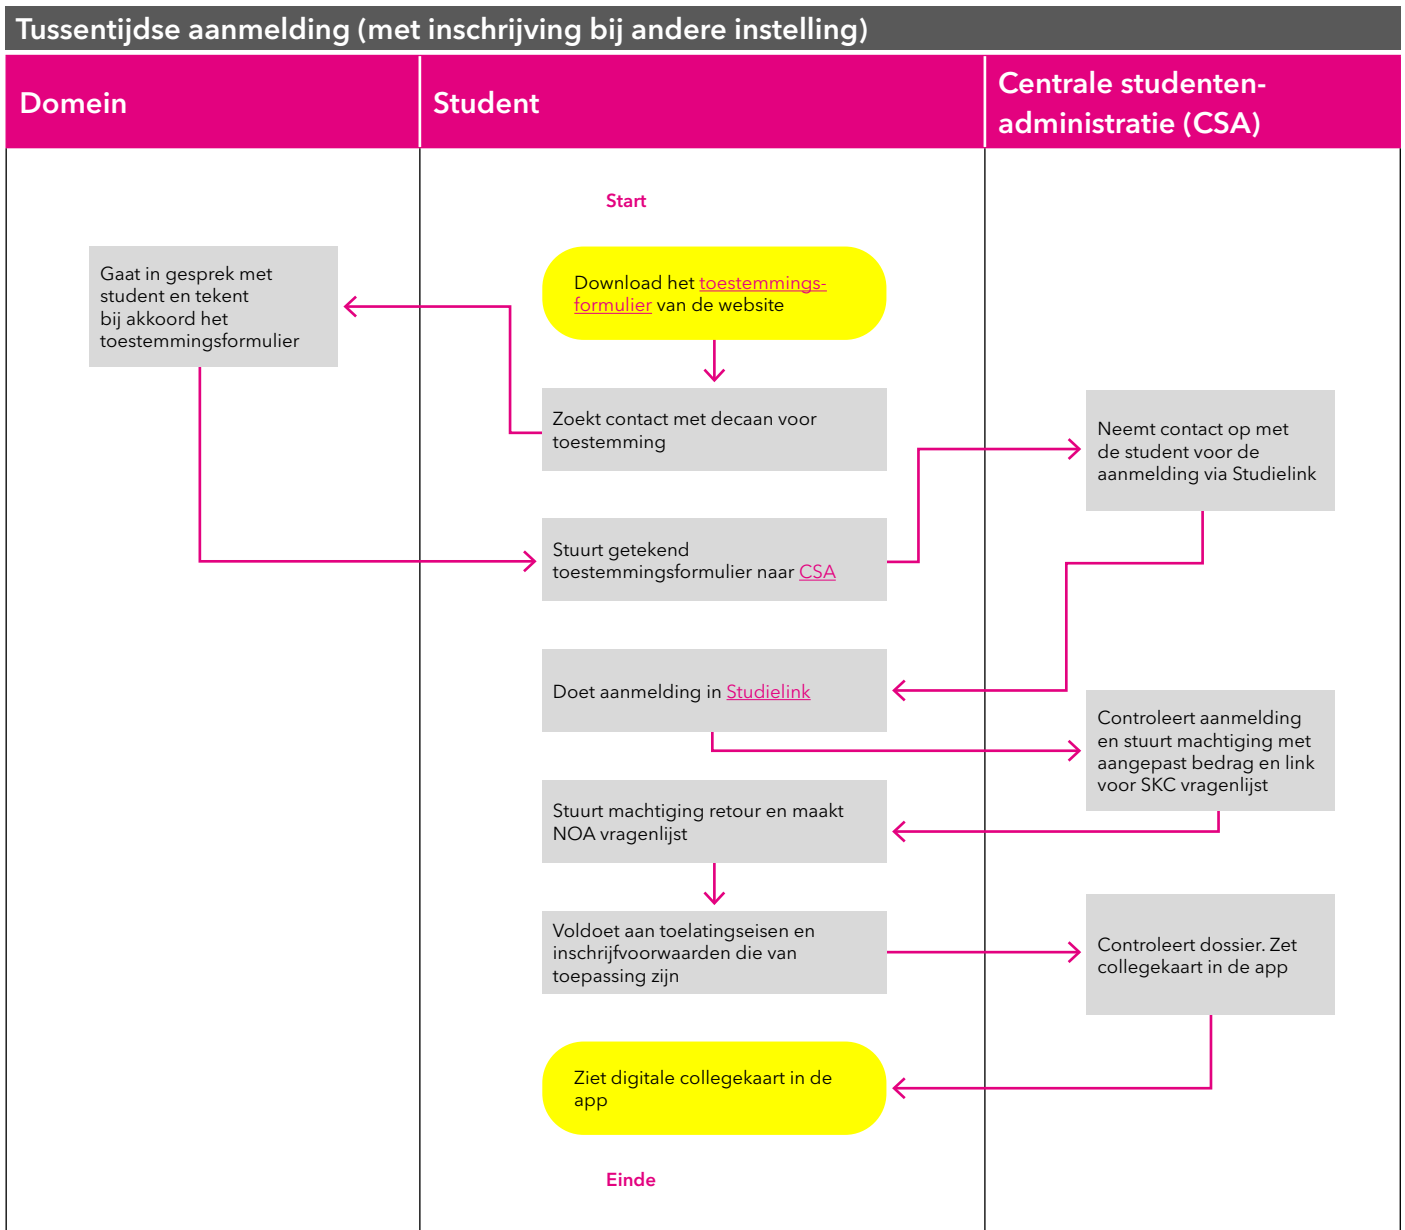 Tussentijdse aanmelding (met inschrijving bij andere instelling)
Domein
Student
Centrale studenten-
administratie (CSA)
Start
Download het toestemmings-
formulier van de website
Gaat in gesprek met
student en tekent
bij akkoord het
toestemmingsformulier
Zoekt contact met decaan voor
toestemming
Neemt contact op met
de student voor de
aanmelding via Studielink
Stuurt getekend
toestemmingsformulier naar CSA
Doet aanmelding in Studielink
Controleert aanmelding
en stuurt machtiging met
aangepast bedrag en link
voor SKC vragenlijst
Stuurt machtiging retour en maakt
NOA vragenlijst
Voldoet aan toelatingseisen en
inschrijfvoorwaarden die van
toepassing zijn
Controleert dossier. Zet
collegekaart in de app
Ziet digitale collegekaart in de
app
Einde